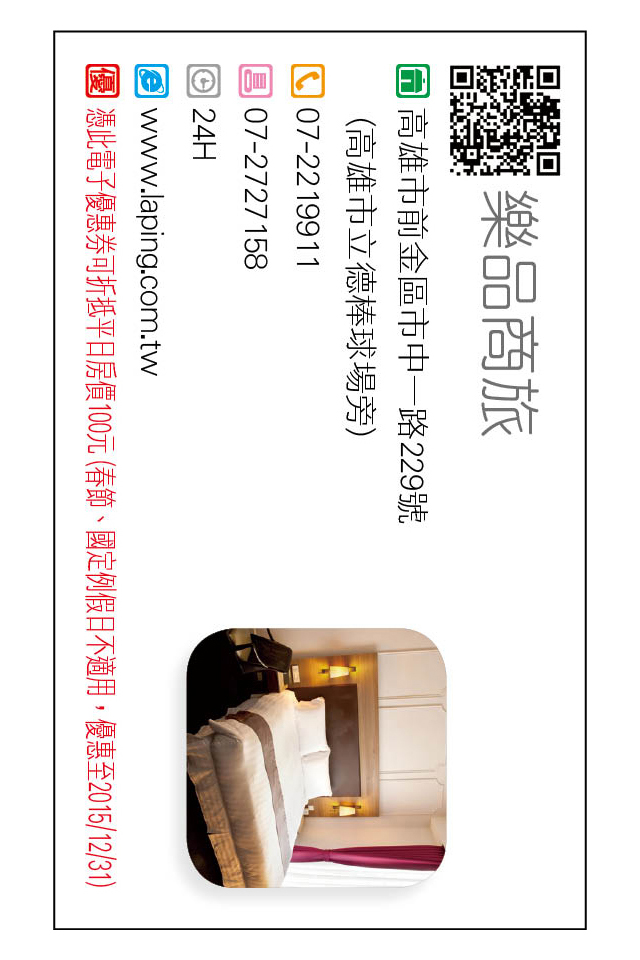 樂品商旅
高雄市前金區市中一路229號
(高雄市立德棒球場旁)
07-2219911
07-2727158
24H
www.laping.com.tw
優 憑此電子優惠券可折抵平日房價100元 (春節、國定例假日不適用，優惠至2015/12/31)